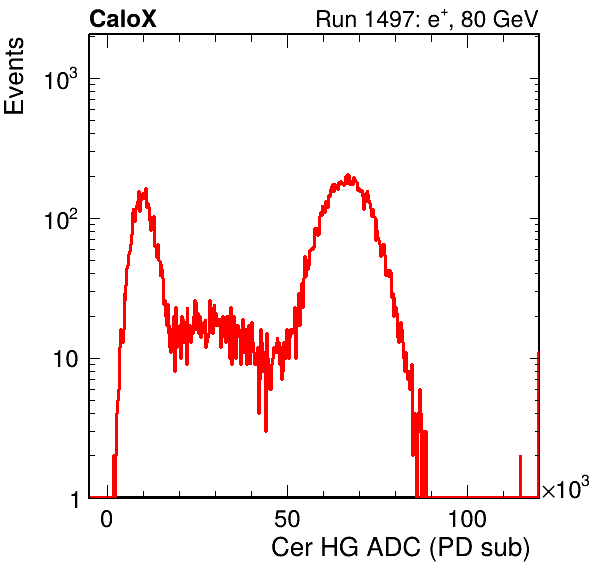 CaloX Run 1497: e⁺, 80 GeV
Events
10³
10²
10
1
0 50 100
×10³
Cer HG ADC (PD sub)